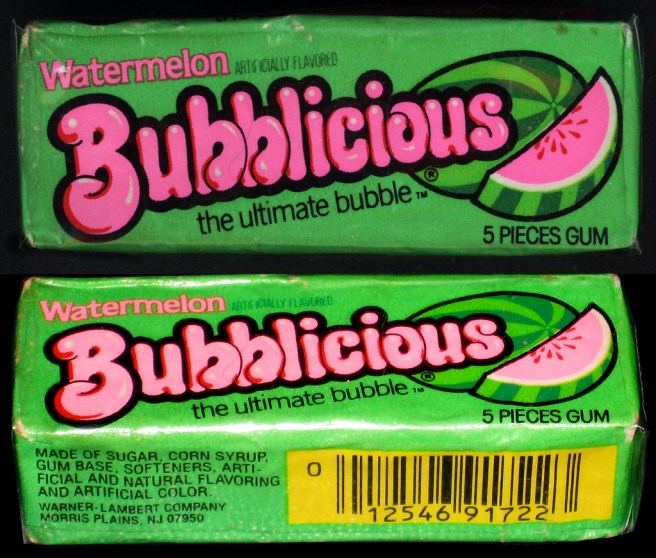 Watermelon ARTIFICIALLY FLAVORED
Bubblicious®
the ultimate bubble™
5 PIECES GUM
Watermelon ARTIFICIALLY FLAVORED
Bubblicious®
the ultimate bubble™
5 PIECES GUM
MADE OF SUGAR, CORN SYRUP,
GUM BASE, SOFTENERS, ARTI-
FICIAL AND NATURAL FLAVORING
AND ARTIFICIAL COLOR.
WARNER-LAMBERT COMPANY
MORRIS PLAINS, NJ 07950
0 12546 91722